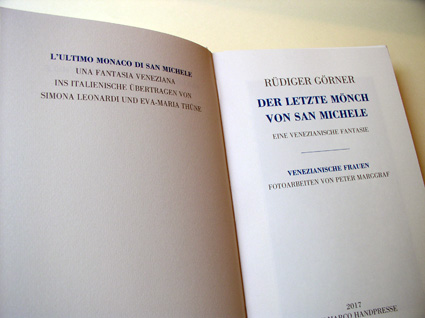 L'ULTIMO MONACO DI SAN MICHELE
UNA FANTASIA VENEZIANA
INS ITALIENISCHE ÜBERTRAGEN VON
SIMONA LEONARDI UND EVA-MARIA THÜNE
RÜDIGER GÖRNER
DER LETZTE MÖNCH
VON SAN MICHELE
EINE VENEZIANISCHE FANTASIE
VENEZIANISCHE FRAUEN
FOTOARBEITEN VON PETER MARGGRAF
2017
MARCO HANDPRESSE